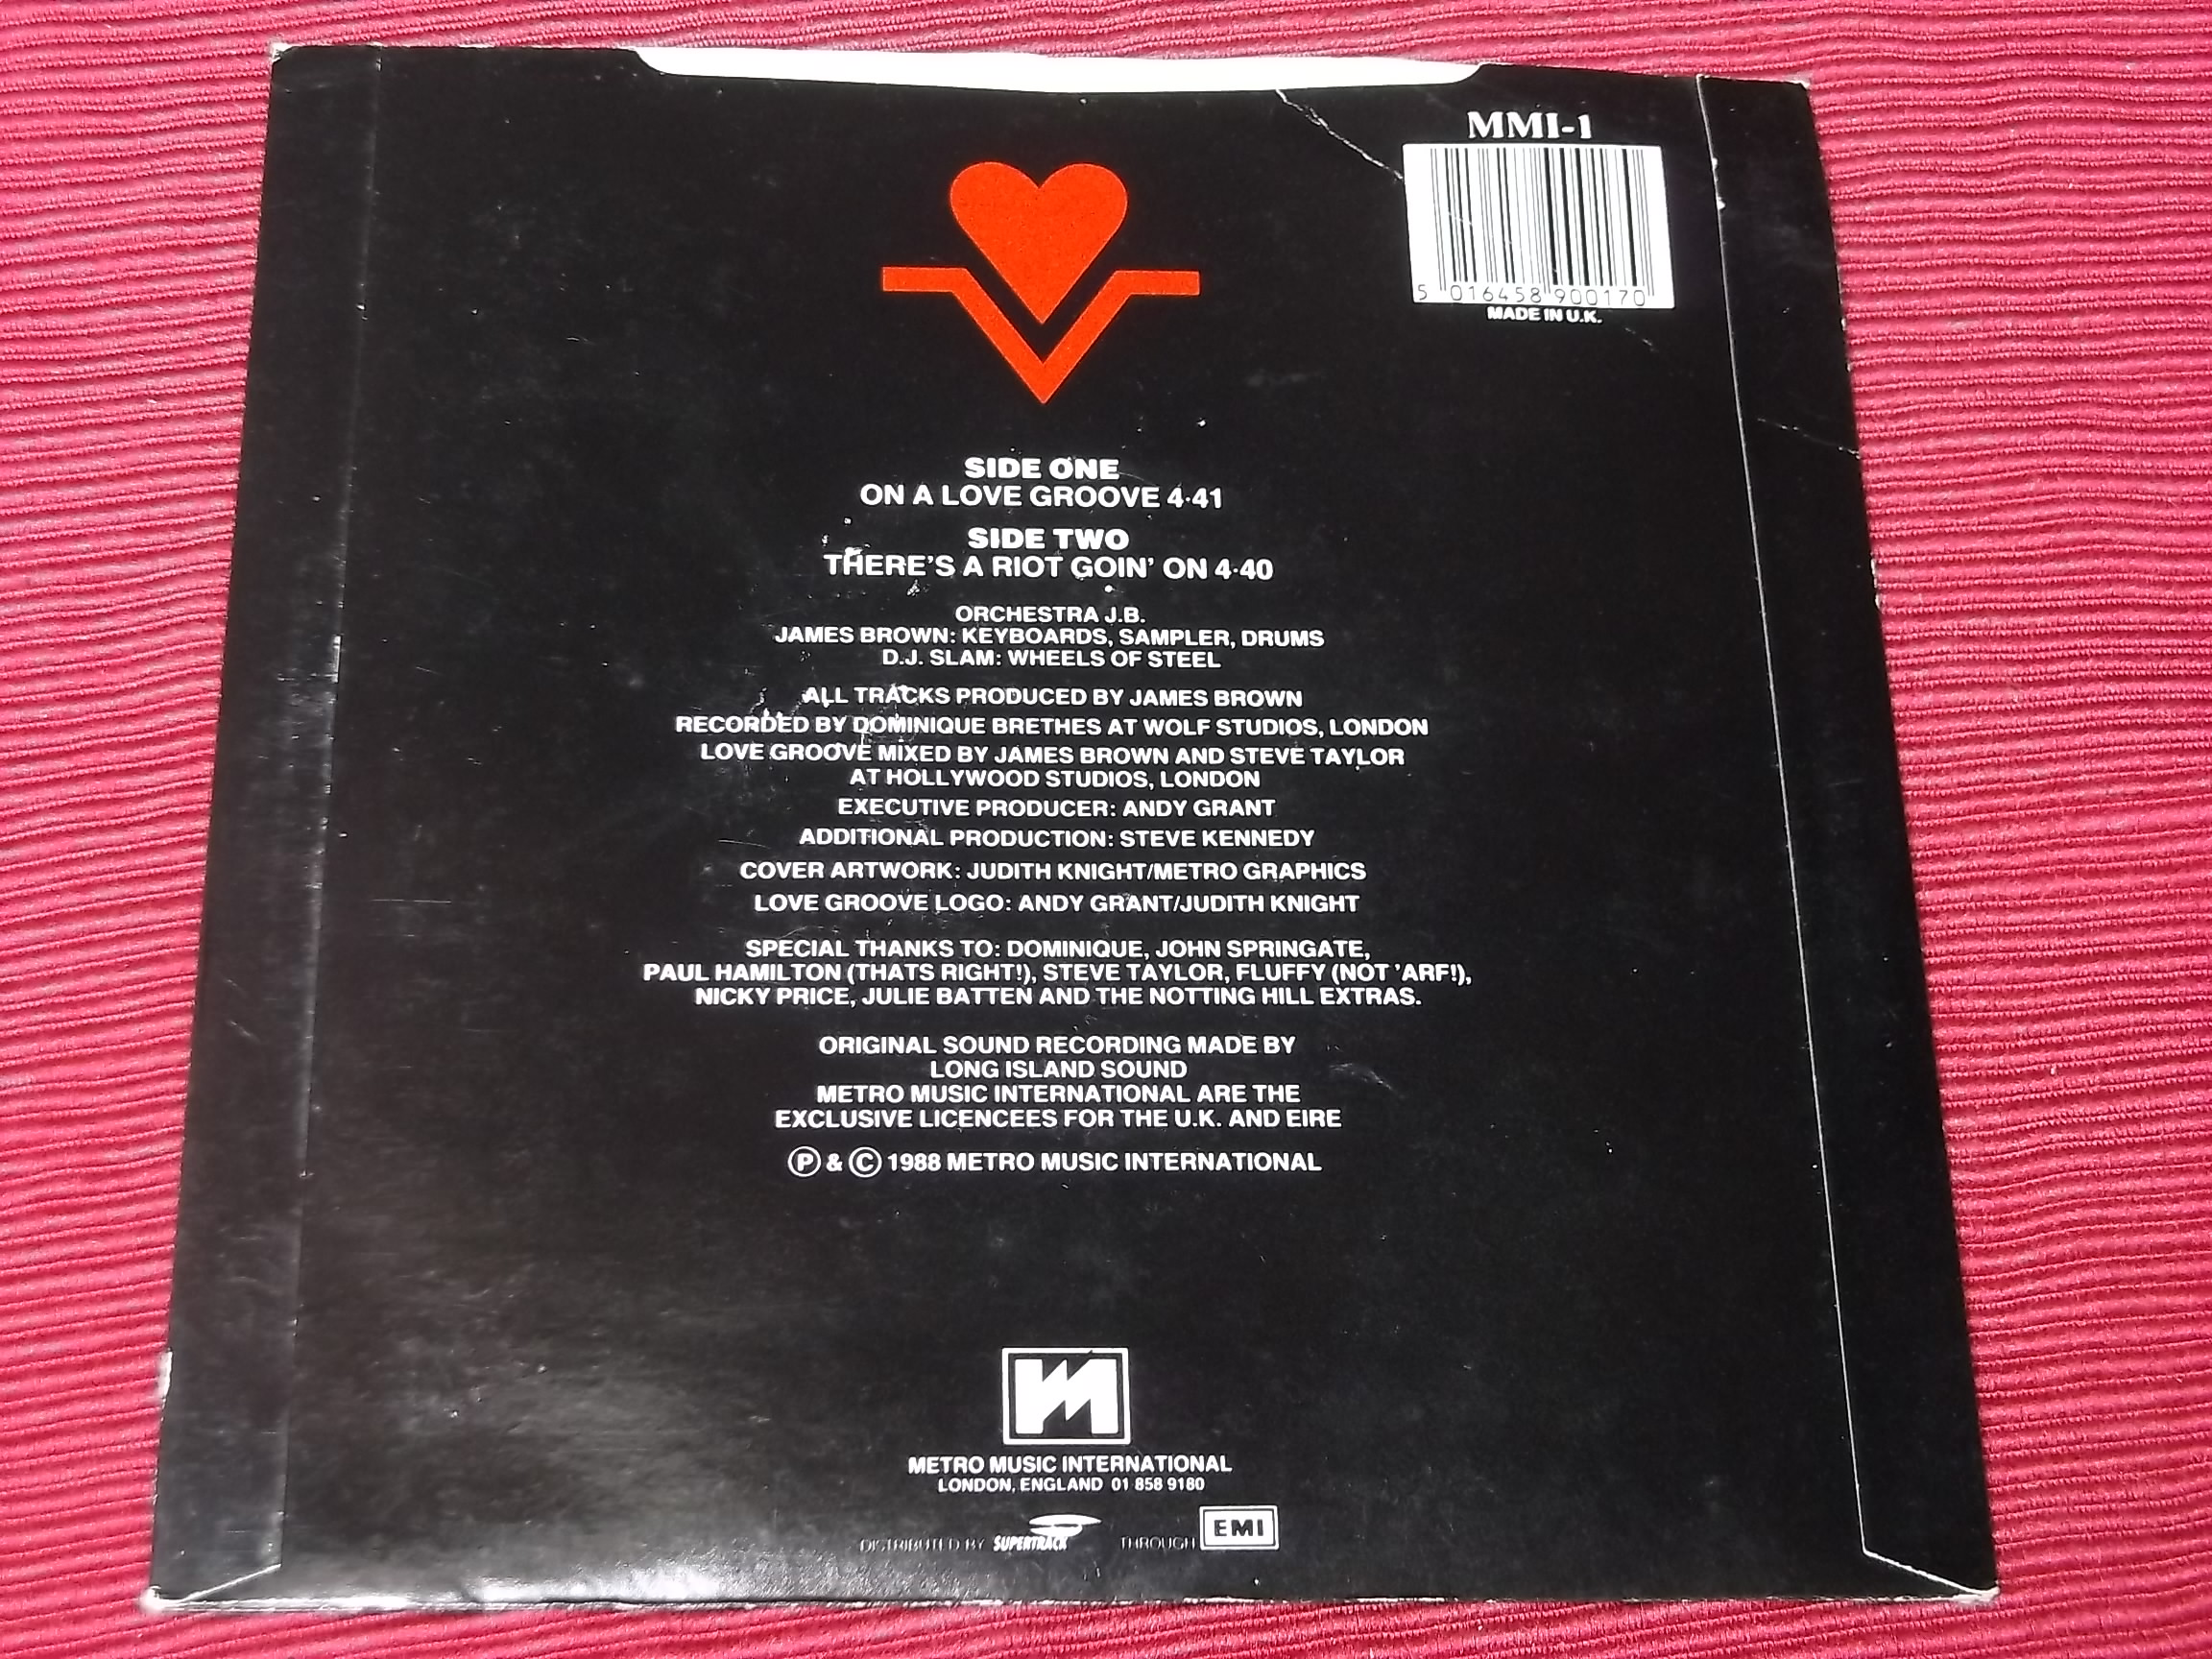 MMI-1
5 016458 900170
MADE IN U.K.
SIDE ONE
ON A LOVE GROOVE 4·41
SIDE TWO
THERE'S A RIOT GOIN' ON 4·40
ORCHESTRA J.B.
JAMES BROWN: KEYBOARDS, SAMPLER, DRUMS
D.J. SLAM: WHEELS OF STEEL
ALL TRACKS PRODUCED BY JAMES BROWN
RECORDED BY DOMINIQUE BRETHES AT WOLF STUDIOS, LONDON
LOVE GROOVE MIXED BY JAMES BROWN AND STEVE TAYLOR
AT HOLLYWOOD STUDIOS, LONDON
EXECUTIVE PRODUCER: ANDY GRANT
ADDITIONAL PRODUCTION: STEVE KENNEDY
COVER ARTWORK: JUDITH KNIGHT/METRO GRAPHICS
LOVE GROOVE LOGO: ANDY GRANT/JUDITH KNIGHT
SPECIAL THANKS TO: DOMINIQUE, JOHN SPRINGATE,
PAUL HAMILTON (THATS RIGHT!), STEVE TAYLOR, FLUFFY (NOT 'ARF!),
NICKY PRICE, JULIE BATTEN AND THE NOTTING HILL EXTRAS.
ORIGINAL SOUND RECORDING MADE BY
LONG ISLAND SOUND
METRO MUSIC INTERNATIONAL ARE THE
EXCLUSIVE LICENCEES FOR THE U.K. AND EIRE
Ⓟ & © 1988 METRO MUSIC INTERNATIONAL
M
METRO MUSIC INTERNATIONAL
LONDON, ENGLAND 01 858 9180
DISTRIBUTED BY SUPERTRACK THROUGH EMI